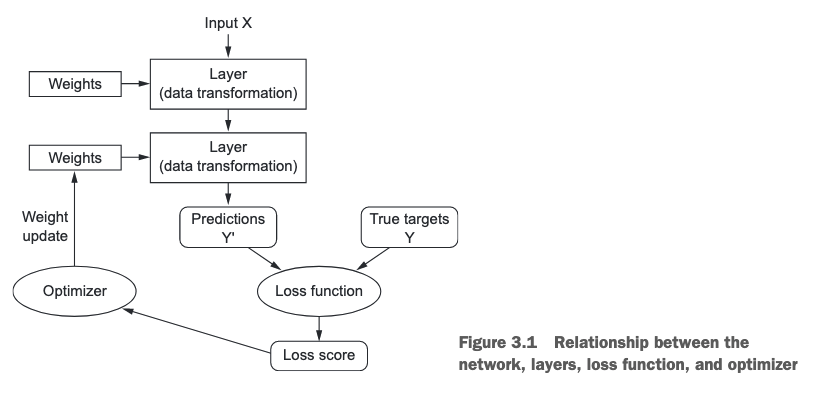 Input X
Layer
(data transformation)
Weights
Layer
(data transformation)
Weights
Weight
update
Predictions
Y'
True targets
Y
Optimizer
Loss function
Loss score
Figure 3.1 Relationship between the
network, layers, loss function, and optimizer